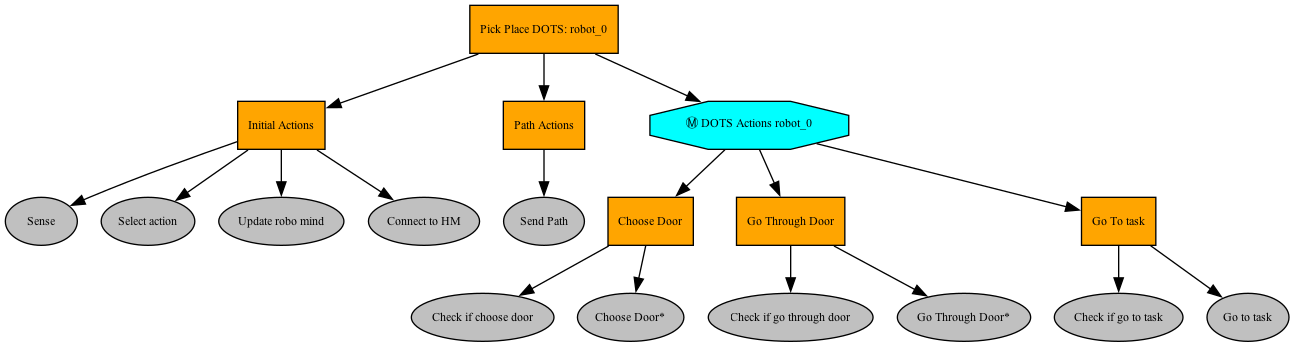 Pick Place DOTS: robot_0
Initial Actions
Path Actions
Ⓜ DOTS Actions robot_0
Sense
Select action
Update robo mind
Connect to HM
Send Path
Choose Door
Go Through Door
Go To task
Check if choose door
Choose Door*
Check if go through door
Go Through Door*
Check if go to task
Go to task